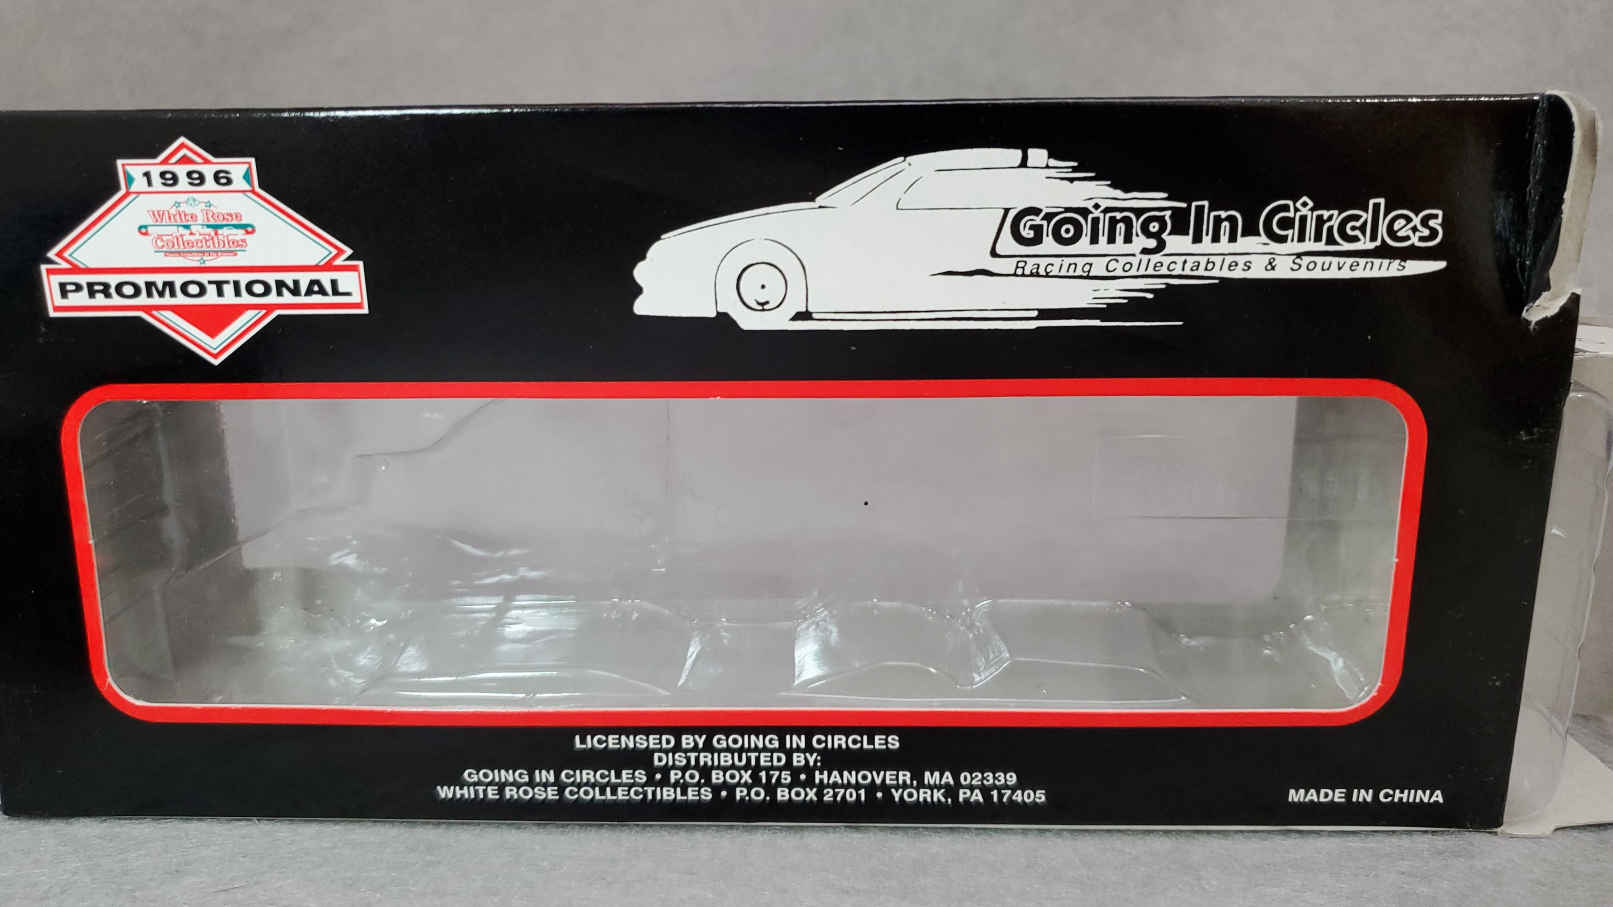 1996
White Rose
Collectibles
PROMOTIONAL
Going In Circles
Racing Collectables & Souvenirs
LICENSED BY GOING IN CIRCLES
DISTRIBUTED BY:
GOING IN CIRCLES • P.O. BOX 175 • HANOVER, MA 02339
WHITE ROSE COLLECTIBLES • P.O. BOX 2701 • YORK, PA 17405
MADE IN CHINA